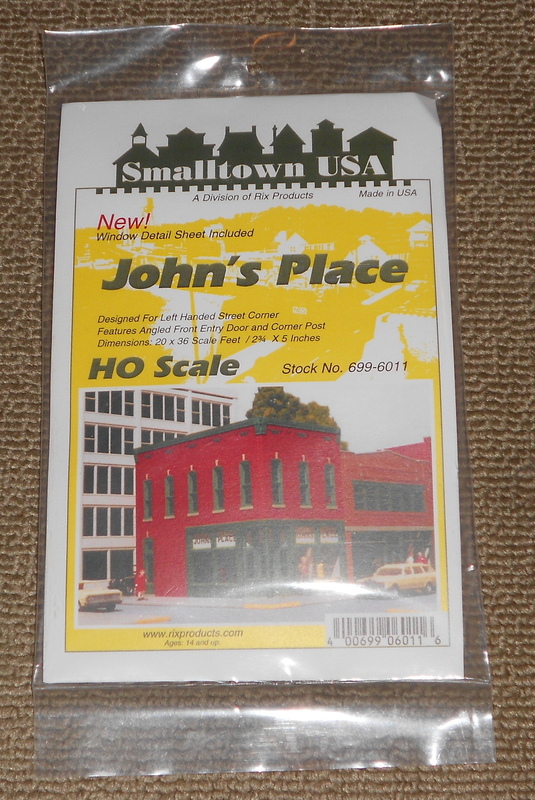 Smalltown USA
A Division of Rix Products
Made in USA
New!
Window Detail Sheet Included
John's Place
Designed For Left Handed Street Corner
Features Angled Front Entry Door and Corner Post
Dimensions: 20 x 36 Scale Feet / 2¾ X 5 Inches
HO Scale
Stock No. 699-6011
JOHN'S PLACE
www.rixproducts.com
Ages: 14 and up
4 00699 06011 6